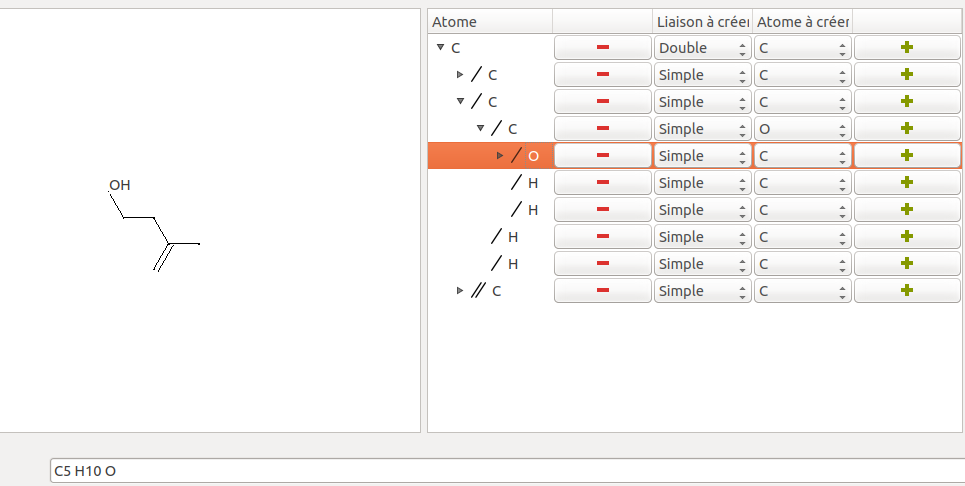 Atome Liaison à créer Atome à créer
C Double C
C Simple C
C Simple C
C Simple O
O Simple C
H Simple C
H Simple C
H Simple C
H Simple C
C Simple C
OH
C5 H10 O